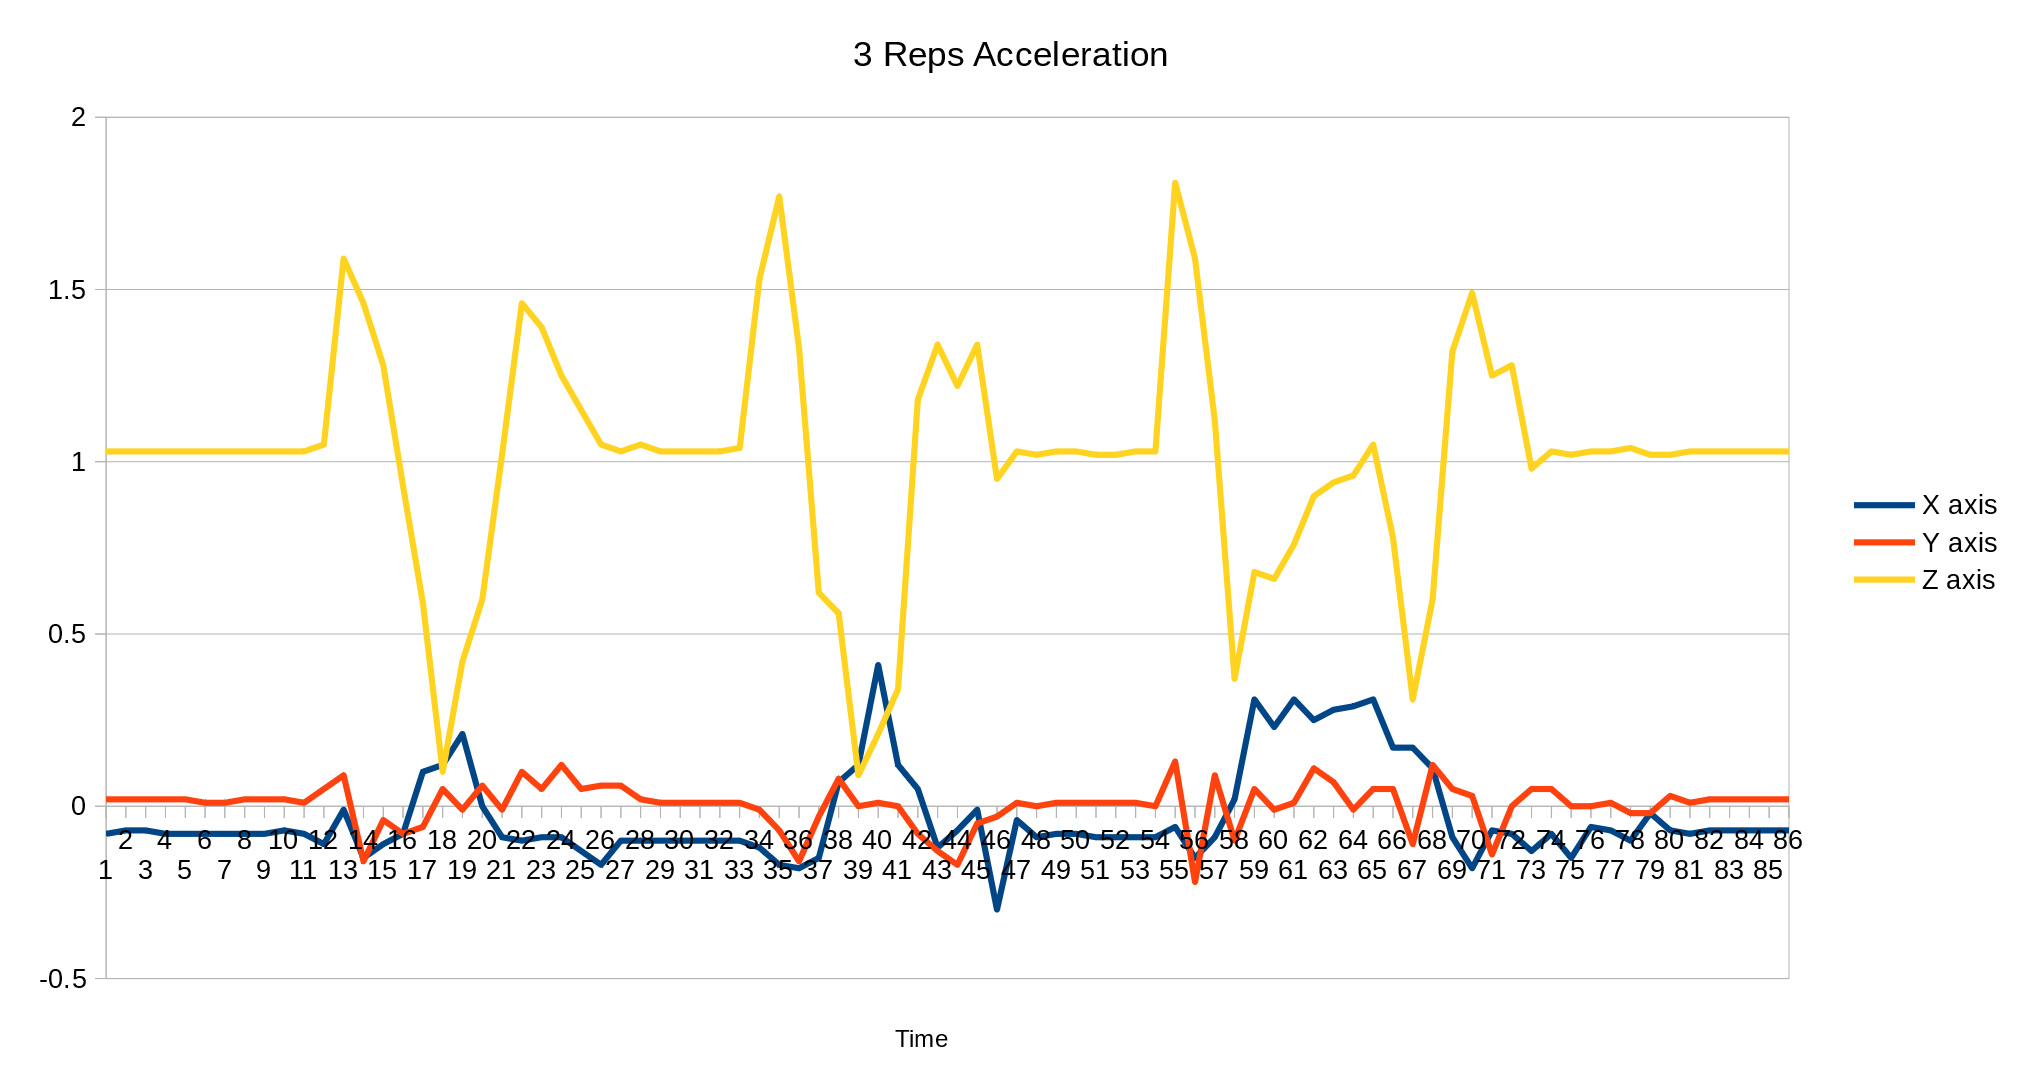 3 Reps Acceleration
2
1.5
1
0.5
0
-0.5
2 4 6 8 10 12 14 16 18 20 22 24 26 28 30 32 34 36 38 40 42 44 46 48 50 52 54 56 58 60 62 64 66 68 70 72 74 76 78 80 82 84 86
1 3 5 7 9 11 13 15 17 19 21 23 25 27 29 31 33 35 37 39 41 43 45 47 49 51 53 55 57 59 61 63 65 67 69 71 73 75 77 79 81 83 85
X axis
Y axis
Z axis
Time